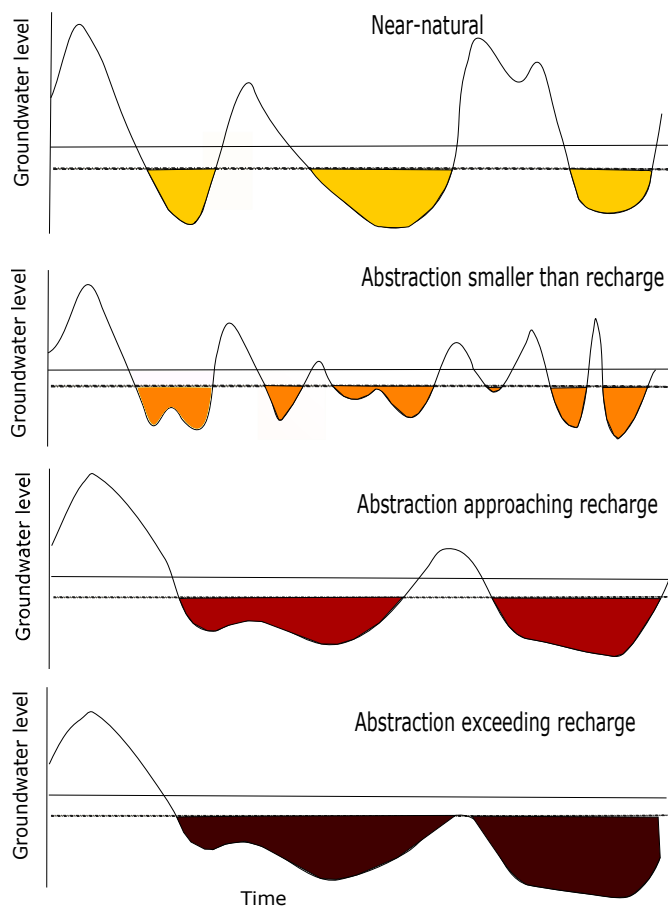 Near-natural
Groundwater level
Abstraction smaller than recharge
Groundwater level
Abstraction approaching recharge
Groundwater level
Abstraction exceeding recharge
Groundwater level
Time